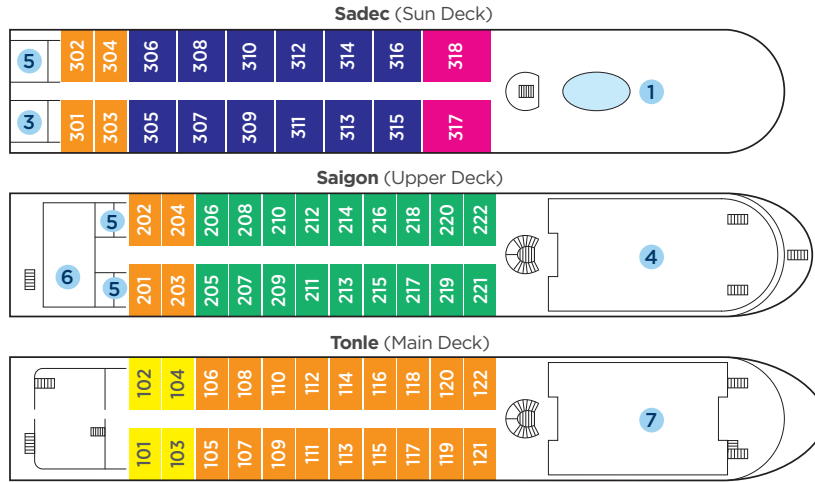 Sadec (Sun Deck)
5 302 304 306 308 310 312 314 316 318
1
3 301 303 305 307 309 311 313 315 317
Saigon (Upper Deck)
5 202 204 206 208 210 212 214 216 218 220 222
6 4
5 201 203 205 207 209 211 213 215 217 219 221
Tonle (Main Deck)
102 104 106 108 110 112 114 116 118 120 122
7
101 103 105 107 109 111 113 115 117 119 121